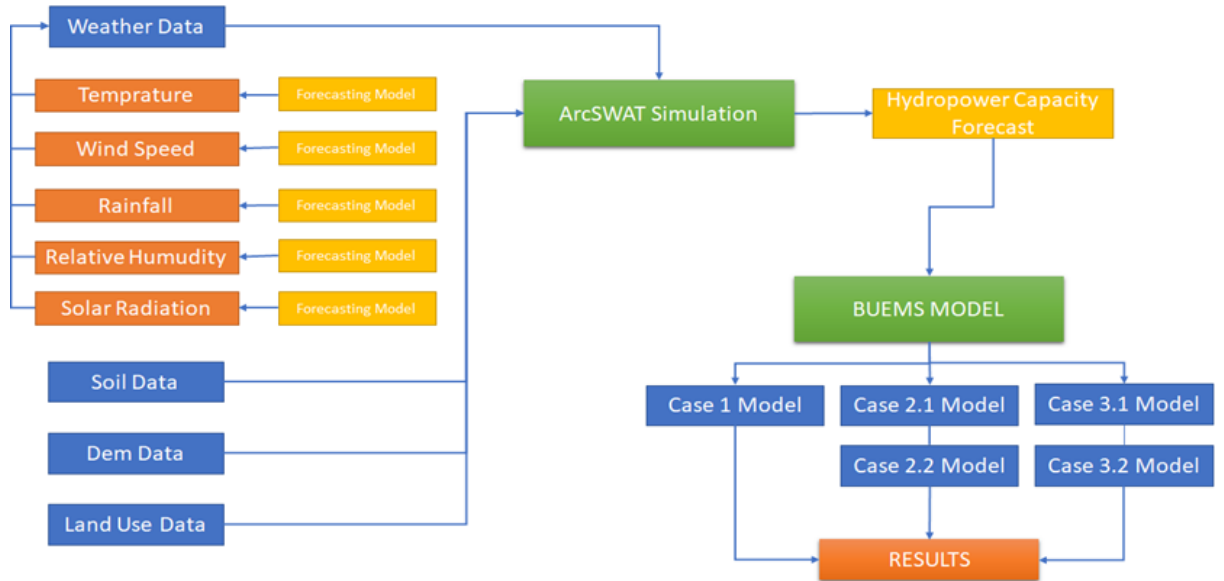 Weather Data
Temprature
Forecasting Model
Wind Speed
Forecasting Model
Rainfall
Forecasting Model
Relative Humudity
Forecasting Model
Solar Radiation
Forecasting Model
Soil Data
Dem Data
Land Use Data
ArcSWAT Simulation
Hydropower Capacity
Forecast
BUEMS MODEL
Case 1 Model
Case 2.1 Model
Case 3.1 Model
Case 2.2 Model
Case 3.2 Model
RESULTS